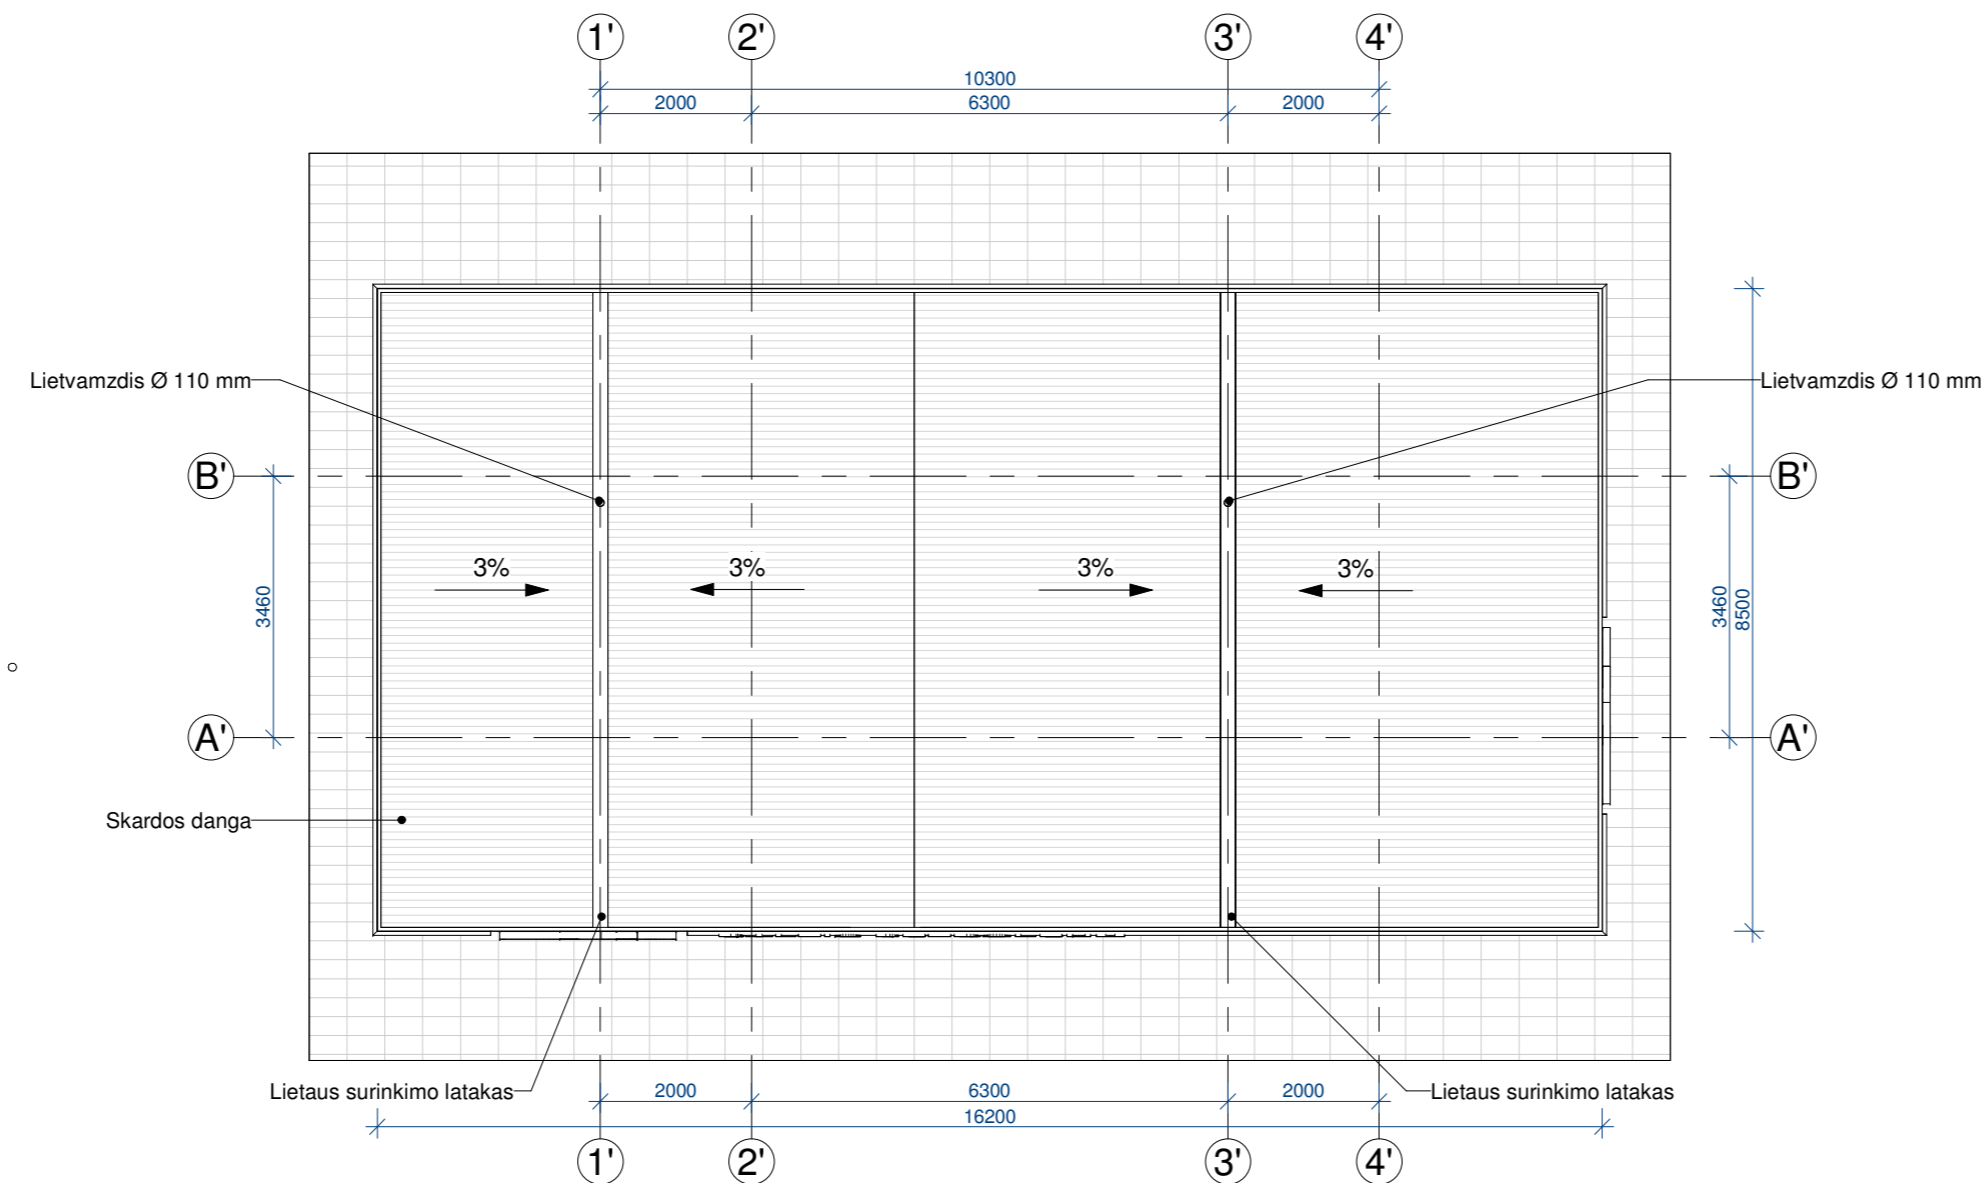 1' 2' 3' 4'
10300
2000 6300 2000
Lietvamzdis Ø 110 mm Lietvamzdis Ø 110 mm
B' B'
3% 3% 3% 3%
3460 3460 8500
A' A'
Skardos danga
Lietaus surinkimo latakas 2000 6300 2000 Lietaus surinkimo latakas
16200
1' 2' 3' 4'